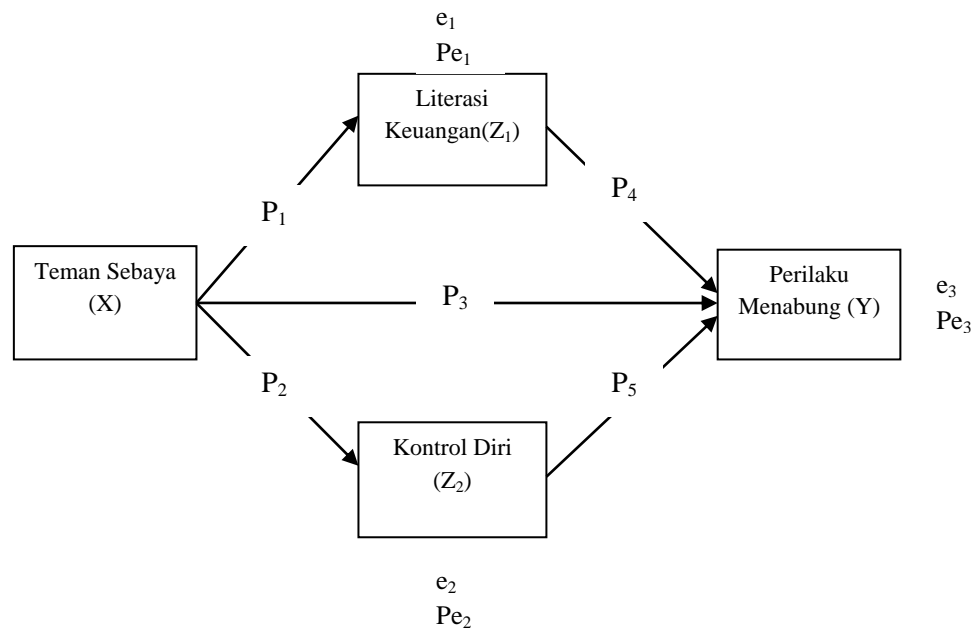 e₁
Pe₁
Literasi
Keuangan(Z₁)
P₄
P₁
Teman Sebaya
(X)
P₃
Perilaku
Menabung (Y)
e₃
Pe₃
P₂
P₅
Kontrol Diri
(Z₂)
e₂
Pe₂